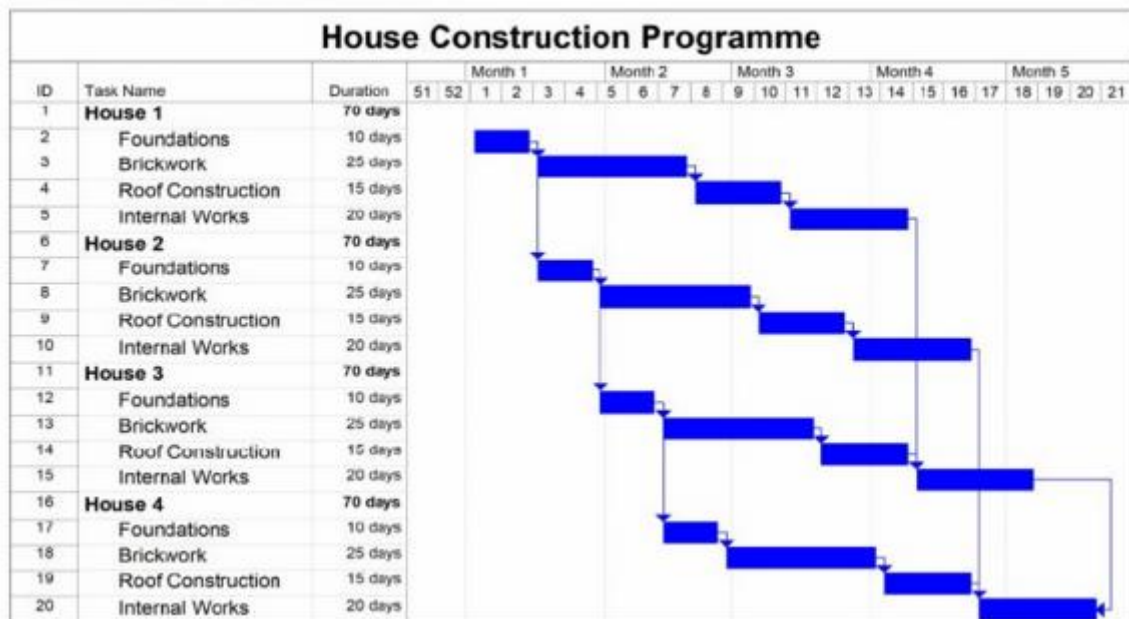 House Construction Programme
Month 1 Month 2 Month 3 Month 4 Month 5
ID Task Name Duration 51 52 1 2 3 4 5 6 7 8 9 10 11 12 13 14 15 16 17 18 19 20 21
1 House 1 70 days
2 Foundations 10 days
3 Brickwork 25 days
4 Roof Construction 15 days
5 Internal Works 20 days
6 House 2 70 days
7 Foundations 10 days
8 Brickwork 25 days
9 Roof Construction 15 days
10 Internal Works 20 days
11 House 3 70 days
12 Foundations 10 days
13 Brickwork 25 days
14 Roof Construction 15 days
15 Internal Works 20 days
16 House 4 70 days
17 Foundations 10 days
18 Brickwork 25 days
19 Roof Construction 15 days
20 Internal Works 20 days